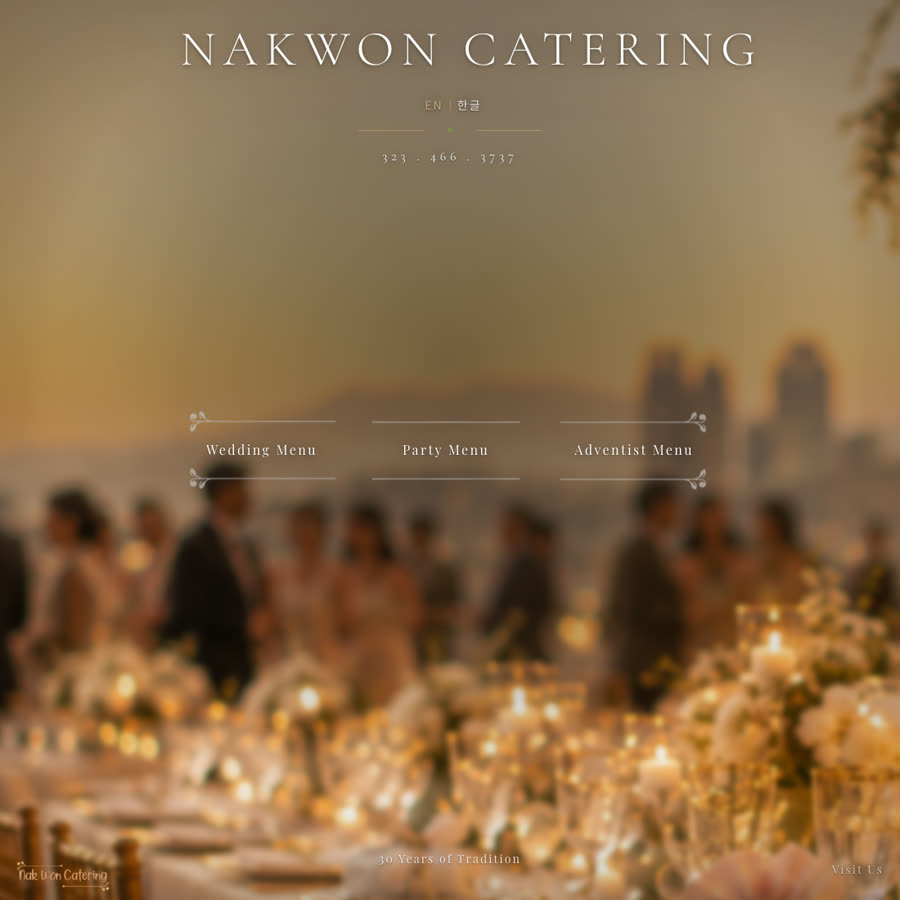 NAKWON CATERING
EN | 한글
323 . 466 . 3737
Wedding Menu
Party Menu
Adventist Menu
30 Years of Tradition
Nak Won Catering
Visit Us